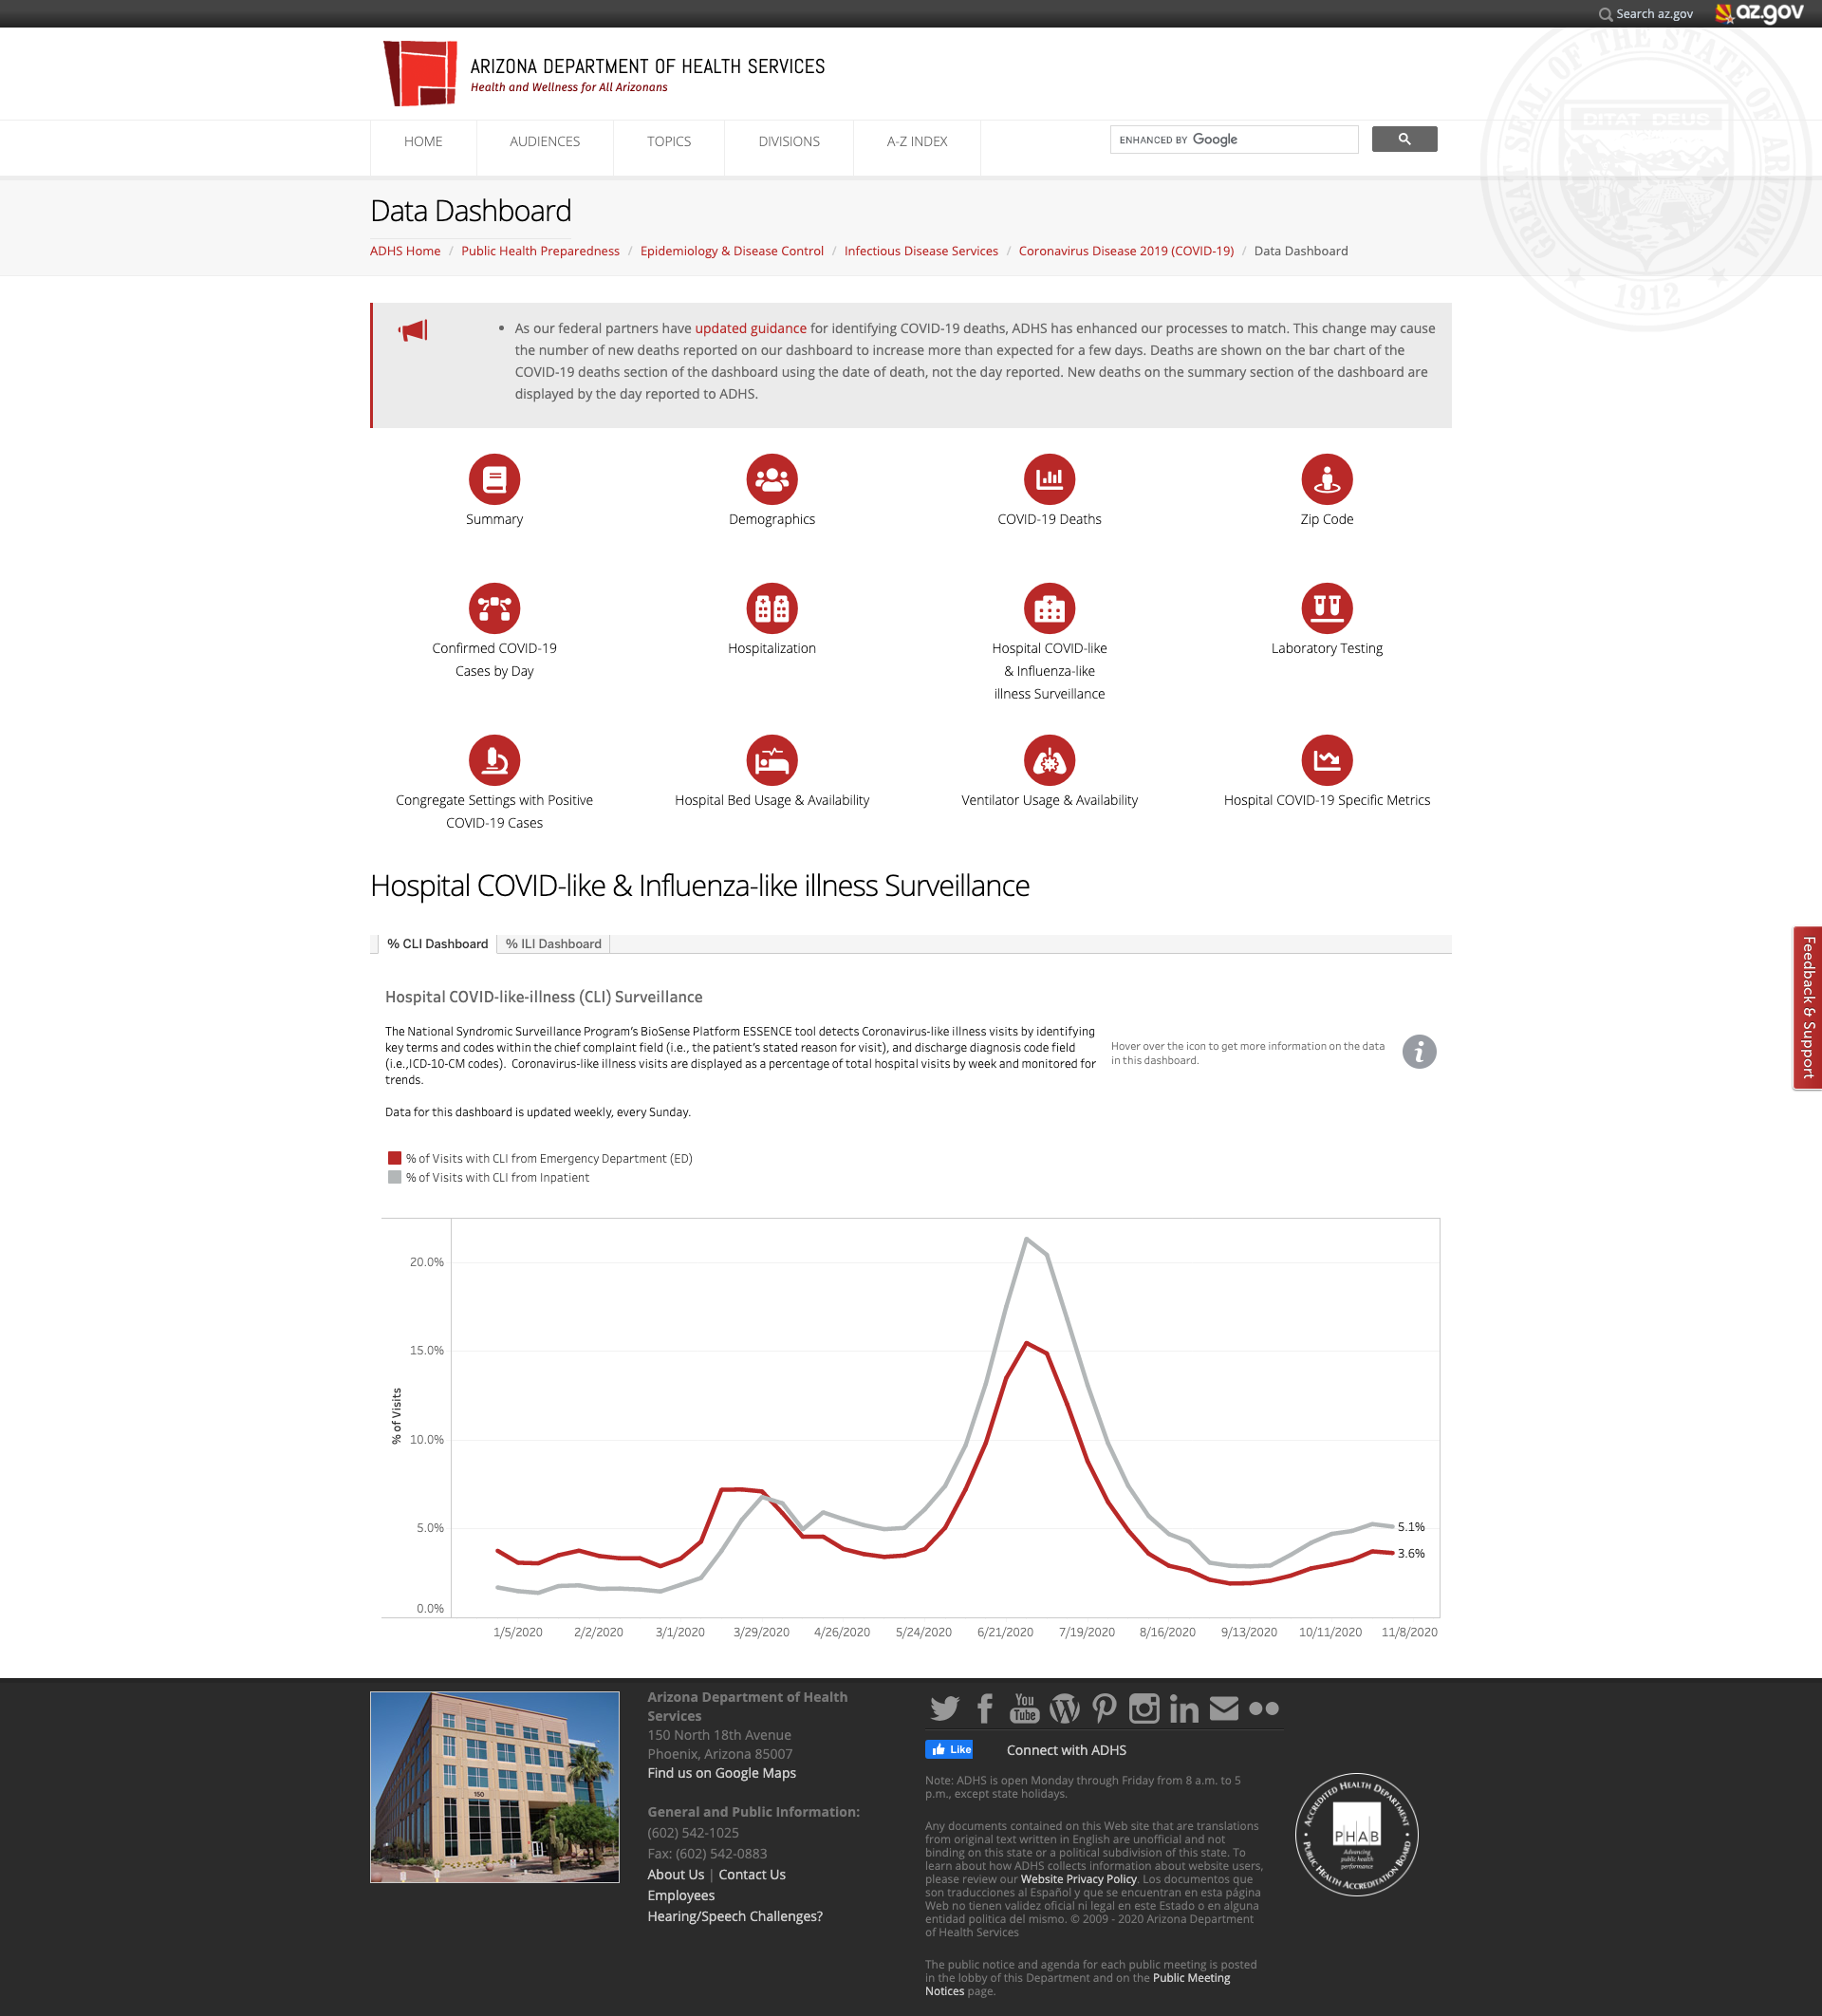 Search az.gov
az.gov
ARIZONA DEPARTMENT OF HEALTH SERVICES
Health and Wellness for All Arizonans
GREAT SEAL OF THE STATE OF ARIZONA
DITAT DEUS
1912
HOME
AUDIENCES
TOPICS
DIVISIONS
A-Z INDEX
ENHANCED BY Google
Data Dashboard
ADHS Home / Public Health Preparedness / Epidemiology & Disease Control / Infectious Disease Services / Coronavirus Disease 2019 (COVID-19) / Data Dashboard
• As our federal partners have updated guidance for identifying COVID-19 deaths, ADHS has enhanced our processes to match. This change may cause
the number of new deaths reported on our dashboard to increase more than expected for a few days. Deaths are shown on the bar chart of the
COVID-19 deaths section of the dashboard using the date of death, not the day reported. New deaths on the summary section of the dashboard are
displayed by the day reported to ADHS.
Summary
Demographics
COVID-19 Deaths
Zip Code
Confirmed COVID-19
Cases by Day
Hospitalization
Hospital COVID-like
& Influenza-like
illness Surveillance
Laboratory Testing
Congregate Settings with Positive
COVID-19 Cases
Hospital Bed Usage & Availability
Ventilator Usage & Availability
Hospital COVID-19 Specific Metrics
Hospital COVID-like & Influenza-like illness Surveillance
% CLI Dashboard
% ILI Dashboard
Feedback & Support
Hospital COVID-like-illness (CLI) Surveillance
The National Syndromic Surveillance Program's BioSense Platform ESSENCE tool detects Coronavirus-like illness visits by identifying
key terms and codes within the chief complaint field (i.e., the patient's stated reason for visit), and discharge diagnosis code field
(i.e.,ICD-10-CM codes). Coronavirus-like illness visits are displayed as a percentage of total hospital visits by week and monitored for
trends.
Hover over the icon to get more information on the data
in this dashboard.
Data for this dashboard is updated weekly, every Sunday.
% of Visits with CLI from Emergency Department (ED)
% of Visits with CLI from Inpatient
% of Visits
20.0%
15.0%
10.0%
5.0%
0.0%
5.1%
3.6%
1/5/2020
2/2/2020
3/1/2020
3/29/2020
4/26/2020
5/24/2020
6/21/2020
7/19/2020
8/16/2020
9/13/2020
10/11/2020
11/8/2020
150
Arizona Department of Health
Services
150 North 18th Avenue
Phoenix, Arizona 85007
Find us on Google Maps
General and Public Information:
(602) 542-1025
Fax: (602) 542-0883
About Us | Contact Us
Employees
Hearing/Speech Challenges?
You
Tube
Like
Connect with ADHS
Note: ADHS is open Monday through Friday from 8 a.m. to 5
p.m., except state holidays.
Any documents contained on this Web site that are translations
from original text written in English are unofficial and not
binding on this state or a political subdivision of this state. To
learn about how ADHS collects information about website users,
please review our Website Privacy Policy. Los documentos que
son traducciones al Español y que se encuentran en esta página
Web no tienen validez oficial ni legal en este Estado o en alguna
entidad politica del mismo. © 2009 - 2020 Arizona Department
of Health Services
The public notice and agenda for each public meeting is posted
in the lobby of this Department and on the Public Meeting
Notices page.
ACCREDITED HEALTH DEPARTMENT
PHAB
Advancing
public health
performance
PUBLIC HEALTH ACCREDITATION BOARD